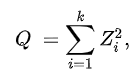 $Q \ = \sum_{i=1}^{k} Z_i^2,$